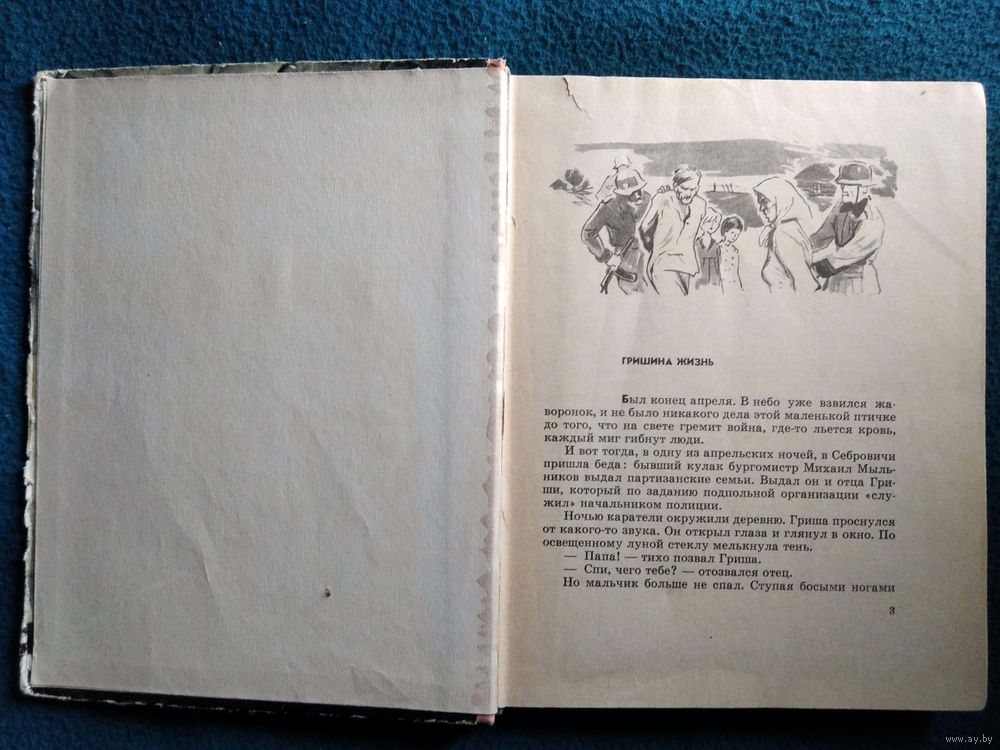 ГРИШИНА ЖИЗНЬ
Был конец апреля. В небо уже взвился жа-
воронок, и не было никакого дела этой маленькой птичке
до того, что на свете гремит война, где-то льется кровь,
каждый миг гибнут люди.
И вот тогда, в одну из апрельских ночей, в Себровичи
пришла беда: бывший кулак бургомистр Михаил Мыль-
ников выдал партизанские семьи. Выдал он и отца Гри-
ши, который по заданию подпольной организации «слу-
жил» начальником полиции.
Ночью каратели окружили деревню. Гриша проснулся
от какого-то звука. Он открыл глаза и глянул в окно. По
освещенному луной стеклу мелькнула тень.
— Папа! — тихо позвал Гриша.
— Спи, чего тебе? — отозвался отец.
Но мальчик больше не спал. Ступая босыми ногами
3
www.ay.by